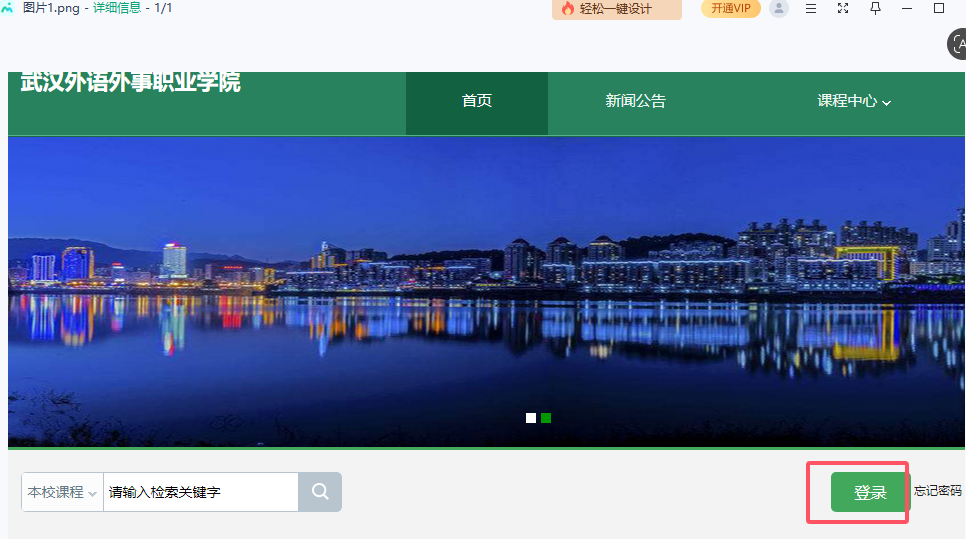 图片1.png - 详细信息 - 1/1
轻松一键设计
开通VIP
武汉外语外事职业学院
首页
新闻公告
课程中心
本校课程
请输入检索关键字
登录
忘记密码